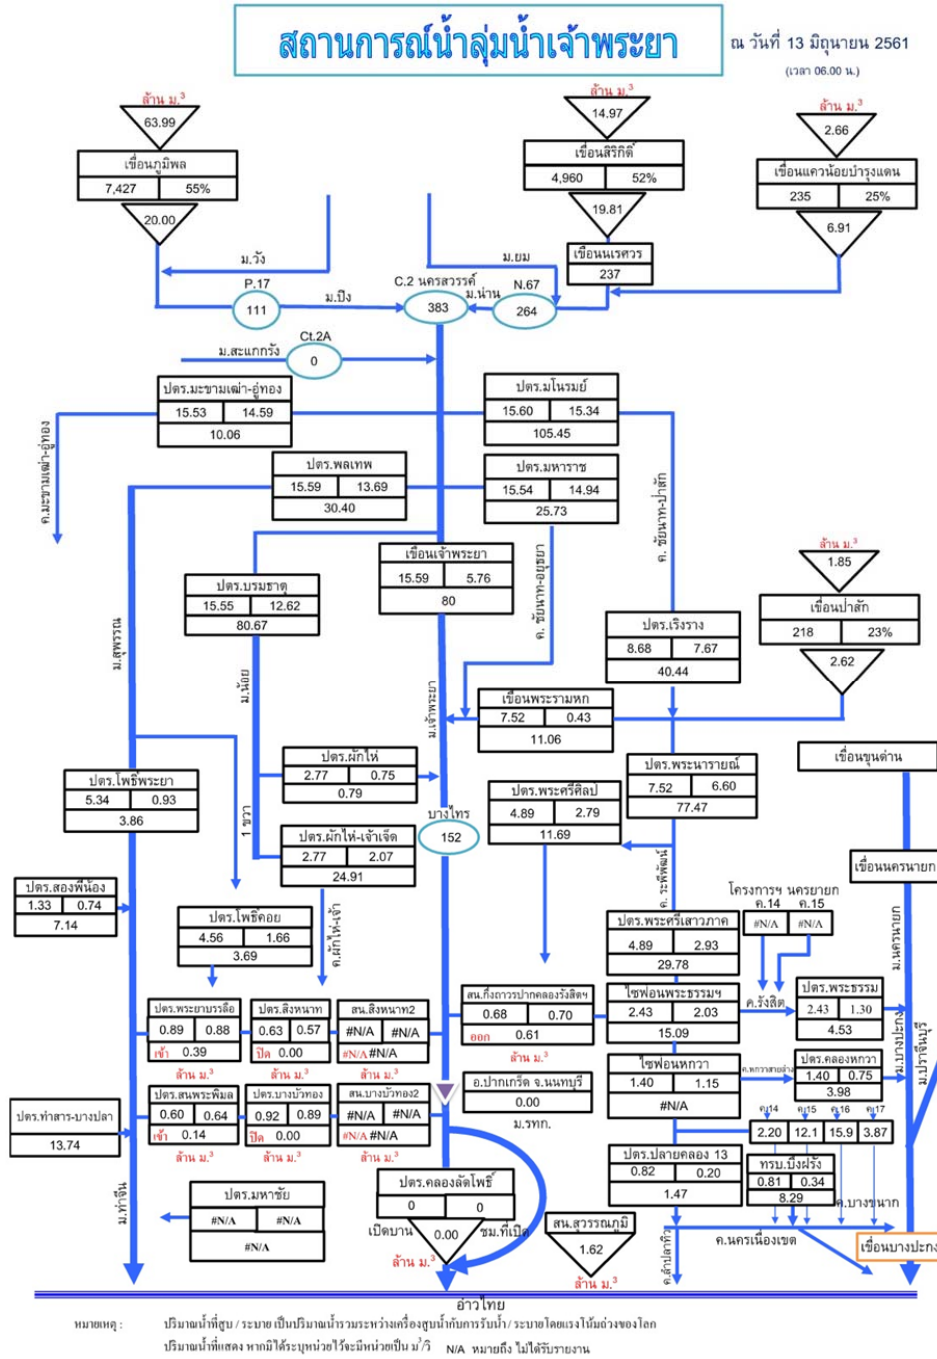 สถานการณ์น้ำลุ่มน้ำเจ้าพระยา
ณ วันที่ 13 มิถุนายน 2561
(เวลา 06.00 น.)
ล้าน ม.³
63.99
เขื่อนภูมิพล
7,427 55%
20.00
ล้าน ม.³
14.97
เขื่อนสิริกิติ์
4,960 52%
19.81
ล้าน ม.³
2.66
เขื่อนแควน้อยบำรุงแดน
235 25%
6.91
เขื่อนนเรศวร
237
ม.วัง
ม.ยม
P.17
111
ม.ปิง
C.2 นครสวรรค์
383
ม.น่าน
N.67
264
Ct.2A
0
ม.สะแกกรัง
ปตร.มะขามเฒ่า-อู่ทอง
15.53 14.59
10.06
ปตร.มโนรมย์
15.60 15.34
105.45
ค.มะขามเฒ่า-อู่ทอง
ปตร.พลเทพ
15.59 13.69
30.40
ปตร.มหาราช
15.54 14.94
25.73
ค. ชัยนาท-ปาสัก
ค. ชัยนาท-อยุธยา
เขื่อนเจ้าพระยา
15.59 5.76
80
ปตร.บรมธาตุ
15.55 12.62
80.67
ล้าน ม.³
1.85
เขื่อนป่าสัก
218 23%
2.62
ปตร.เริงราง
8.68 7.67
40.44
ม.สุพรรณ
ม.น้อย
ม.เจ้าพระยา
เขื่อนพระรามหก
7.52 0.43
11.06
ปตร.ผักไห่
2.77 0.75
0.79
ปตร.พระนารายณ์
7.52 6.60
77.47
เขื่อนขุนด่าน
ปตร.โพธิ์พระยา
5.34 0.93
3.86
ปตร.พระศรีศิลป์
4.89 2.79
11.69
บางไทร
152
1 ขวา
ปตร.ผักไห่-เจ้าเจ็ด
2.77 2.07
24.91
ค. ระพีพัฒน์
เขื่อนนครนายก
ปตร.สองพี่น้อง
1.33 0.74
7.14
ปตร.โพธิ์คอย
4.56 1.66
3.69
ค.ผักไห่-เจ้า
ปตร.พระศรีเสาวภาค
4.89 2.93
29.78
โครงการฯ นครนายก
ค.14 ค.15
#N/A #N/A
ม.นครนายก
ปตร.พระยาบรรลือ
0.89 0.88
เข้า 0.39
ล้าน ม.³
ปตร.สิงหนาท
0.63 0.57
ปิด 0.00
ล้าน ม.³
สน.สิงหนาท2
#N/A #N/A
#N/A #N/A
ล้าน ม.³
สน.กึ่งถาวรปากคลองรังสิตฯ
0.68 0.70
ออก 0.61
ล้าน ม.³
ไซฟอนพระธรรมฯ
2.43 2.03
15.09
ค.รังสิต
ปตร.พระธรรม
2.43 1.30
4.53
ม.บางปะกง
ม.ปราจีนบุรี
อ.ปากเกร็ด จ.นนทบุรี
0.00
ม.รทก.
ไซฟอนหกวา
1.40 1.15
#N/A
ค.หกวาสายล่าง
ปตร.คลองหกวา
1.40 0.75
3.98
ปตร.ท่าสาร-บางปลา
13.74
ปตร.สนพระพิมล
0.60 0.64
เข้า 0.14
ล้าน ม.³
ปตร.บางบัวทอง
0.92 0.89
ปิด 0.00
ล้าน ม.³
สน.บางบัวทอง2
#N/A #N/A
#N/A #N/A
ล้าน ม.³
ค.14 ค.15 ค.16 ค.17
2.20 12.1 15.9 3.87
ปตร.ปลายคลอง 13
0.82 0.20
1.47
ทรบ.บึงฝรั่ง
0.81 0.34
8.29
ค.บางขนาก
ม.ท่าจีน
ปตร.มหาชัย
#N/A #N/A
#N/A
ปตร.คลองลัดโพธิ์
0 0
เปิดบาน 0.00 ชม.ที่เปิด
ล้าน ม.³
สน.สุวรรณภูมิ
1.62
ล้าน ม.³
ค.ลำปลาทิว
ค.นครเนื่องเขต
เขื่อนบางปะกง
อ่าวไทย
หมายเหตุ : ปริมาณน้ำที่สูบ / ระบาย เป็นปริมาณน้ำรวมระหว่างเครื่องสูบน้ำกับการรับน้ำ / ระบายโดยแรงโน้มถ่วงของโลก
ปริมาณน้ำที่แสดง หากมิได้ระบุหน่วยไว้จะมีหน่วยเป็น ม³/วิ N/A หมายถึง ไม่ได้รับรายงาน